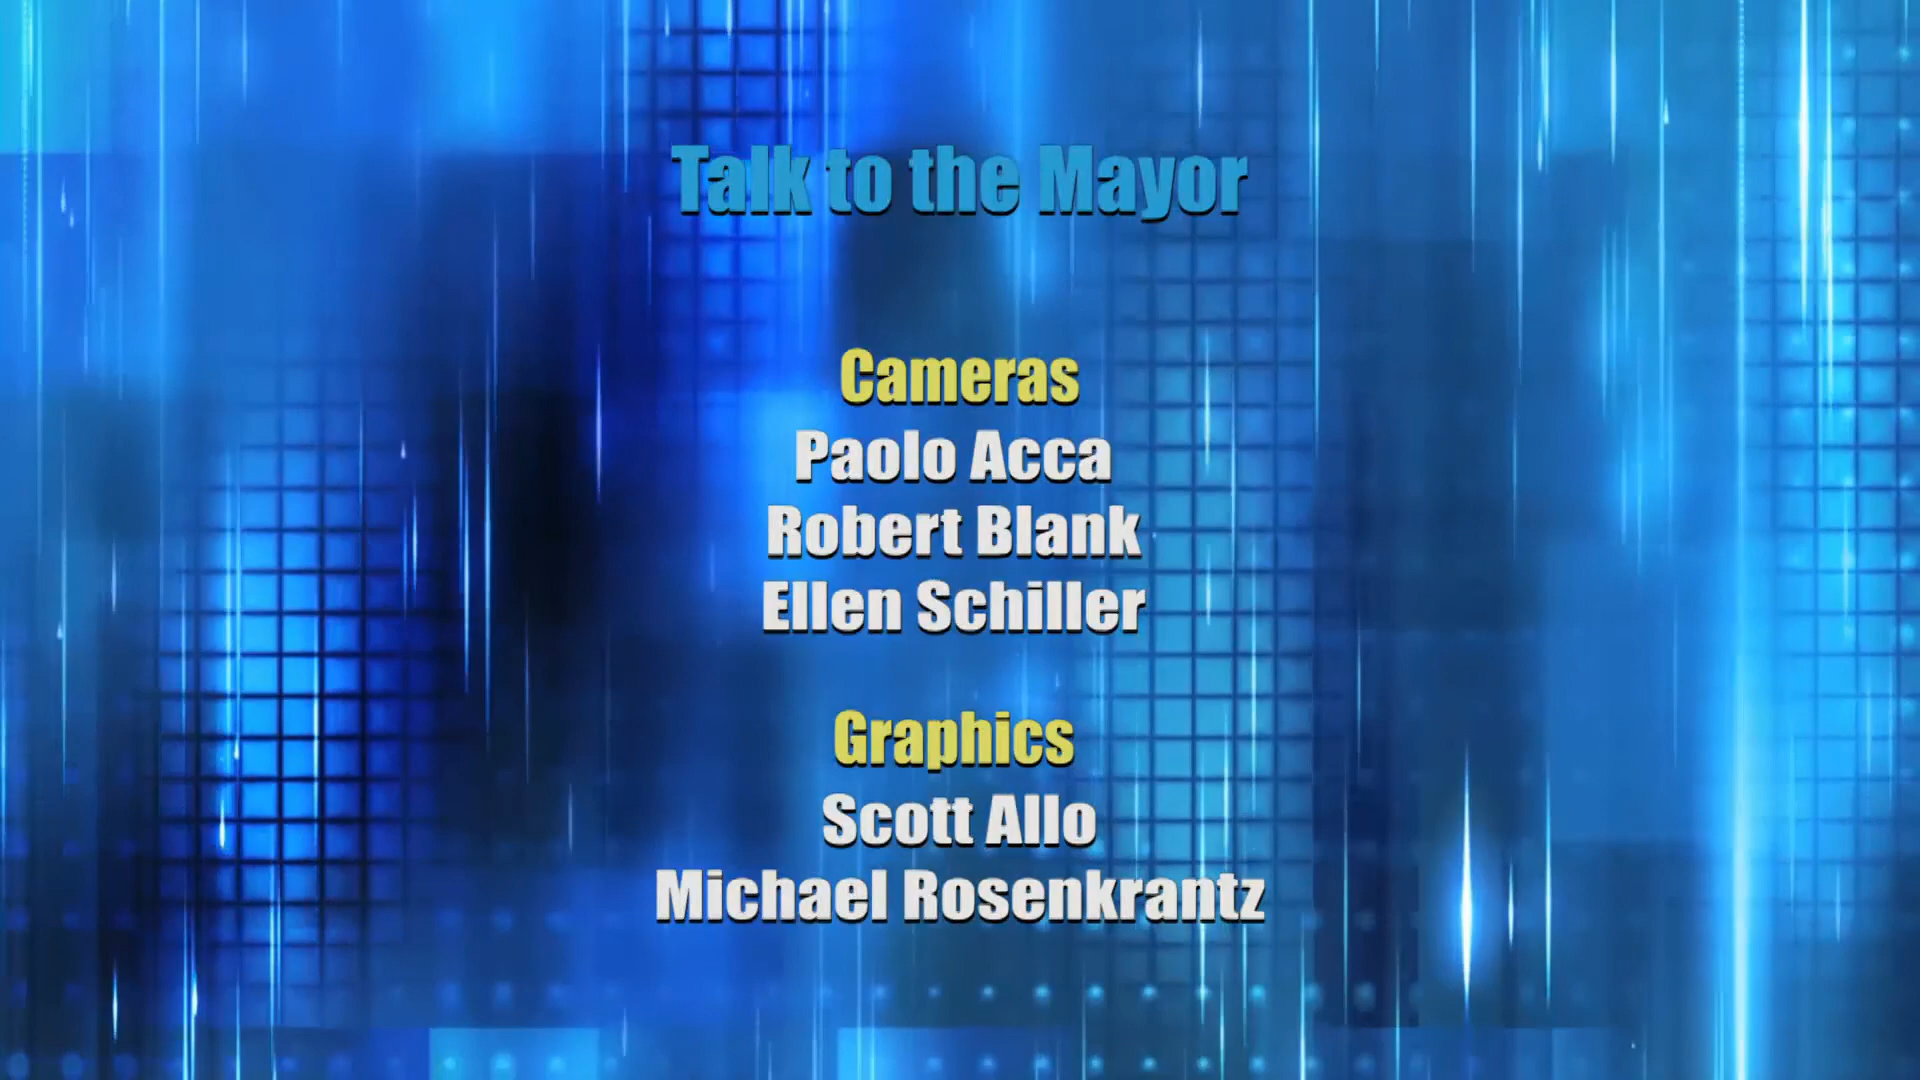 Talk to the Mayor
Cameras
Paolo Acca
Robert Blank
Ellen Schiller
Graphics
Scott Allo
Michael Rosenkrantz